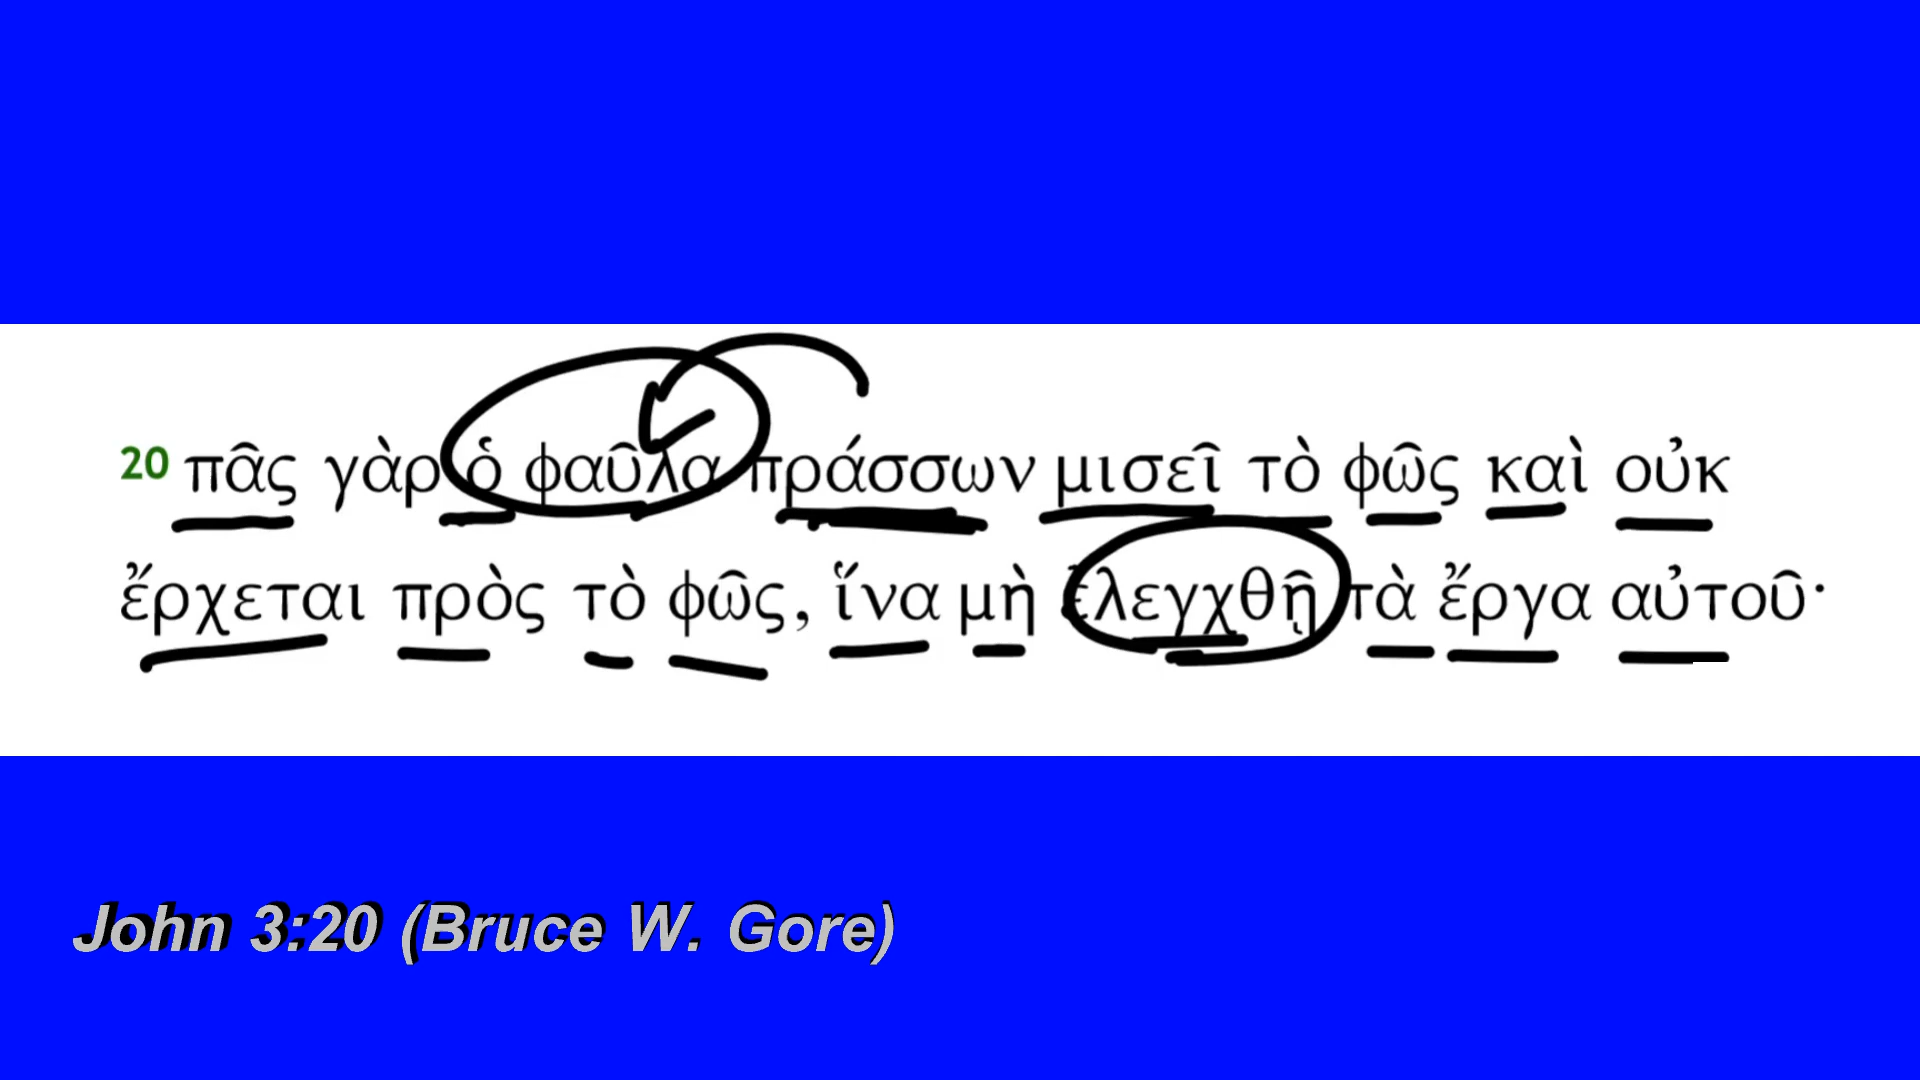 20 πᾶς γὰρ ὁ φαῦλα πράσσων μισεῖ τὸ φῶς καὶ οὐκ
ἔρχεται πρὸς τὸ φῶς, ἵνα μὴ ἐλεγχθῇ τὰ ἔργα αὐτοῦ·
John 3:20 (Bruce W. Gore)